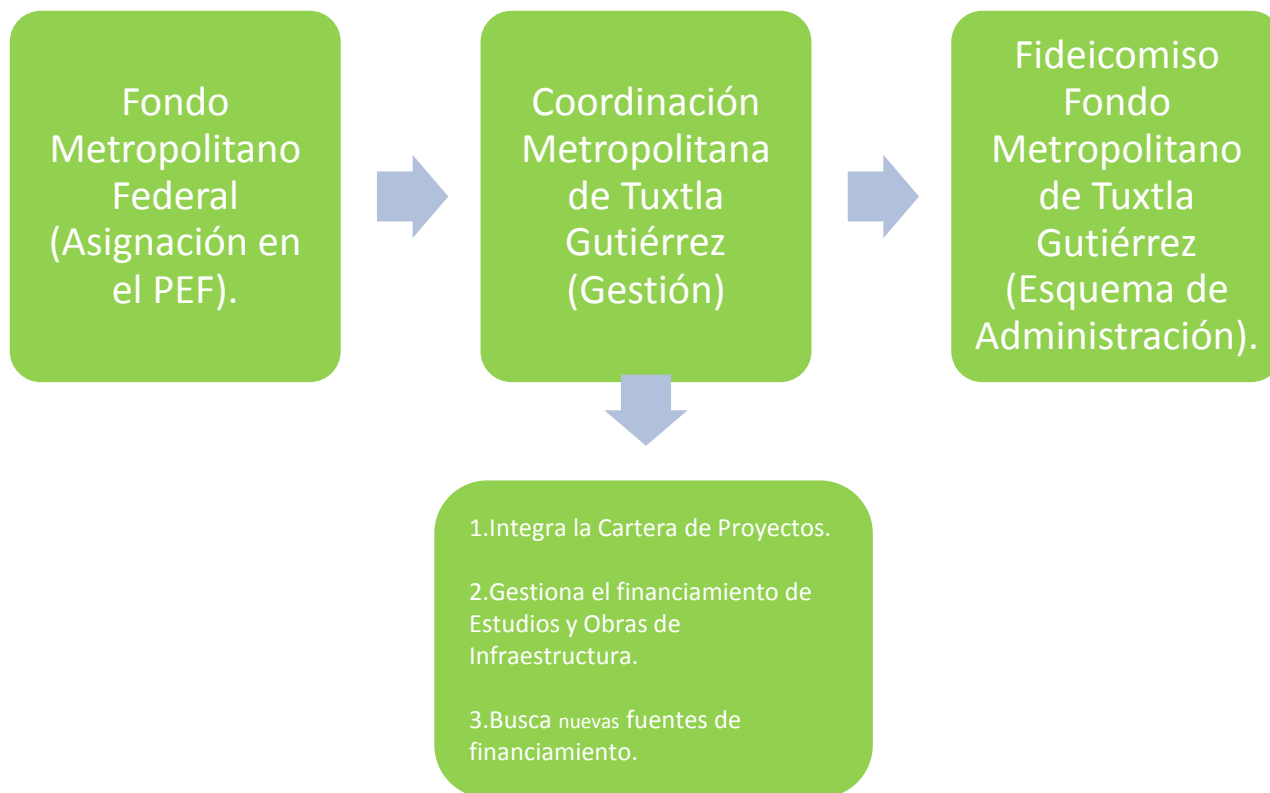 Fondo
Metropolitano
Federal
(Asignación en
el PEF).
Coordinación
Metropolitana
de Tuxtla
Gutiérrez
(Gestión)
Fideicomiso
Fondo
Metropolitano
de Tuxtla
Gutiérrez
(Esquema de
Administración).
1.Integra la Cartera de Proyectos.
2.Gestiona el financiamiento de
Estudios y Obras de
Infraestructura.
3.Busca nuevas fuentes de
financiamiento.